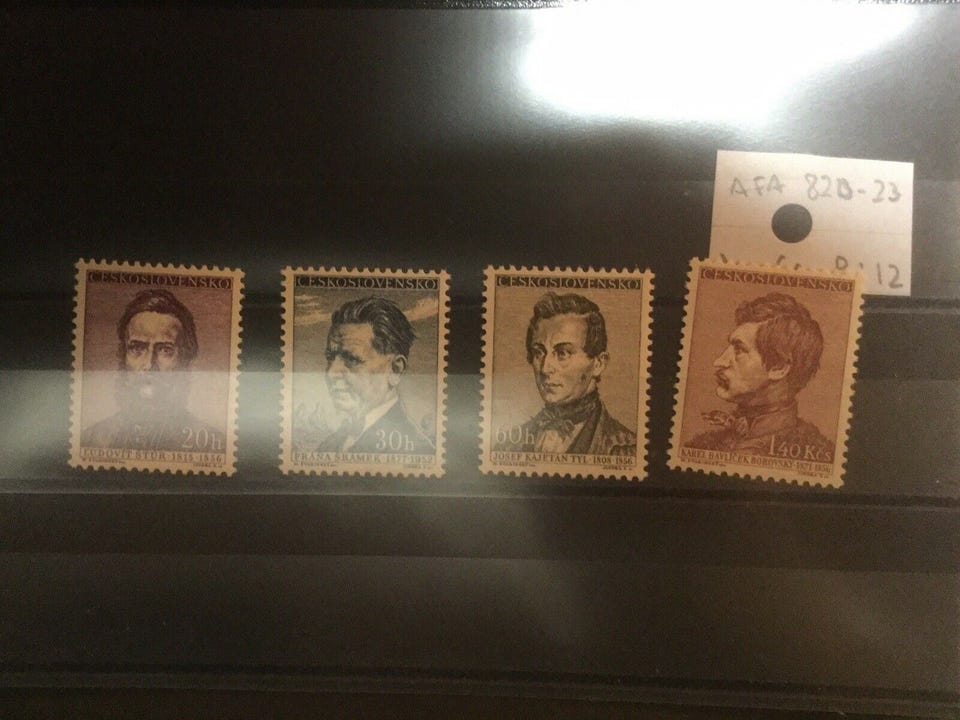 AFA 820-23
12
ČESKOSLOVENSKO
20h
ĽUDOVÍT ŠTÚR 1815-1856
ČESKOSLOVENSKO
30h
FRÁŇA ŠRÁMEK 1877-1952
ČESKOSLOVENSKO
60h
JOSEF KAJETÁN TYL 1808-1856
ČESKOSLOVENSKO
1·40 Kčs
KAREL HAVLÍČEK BOROVSKÝ·1821-1856